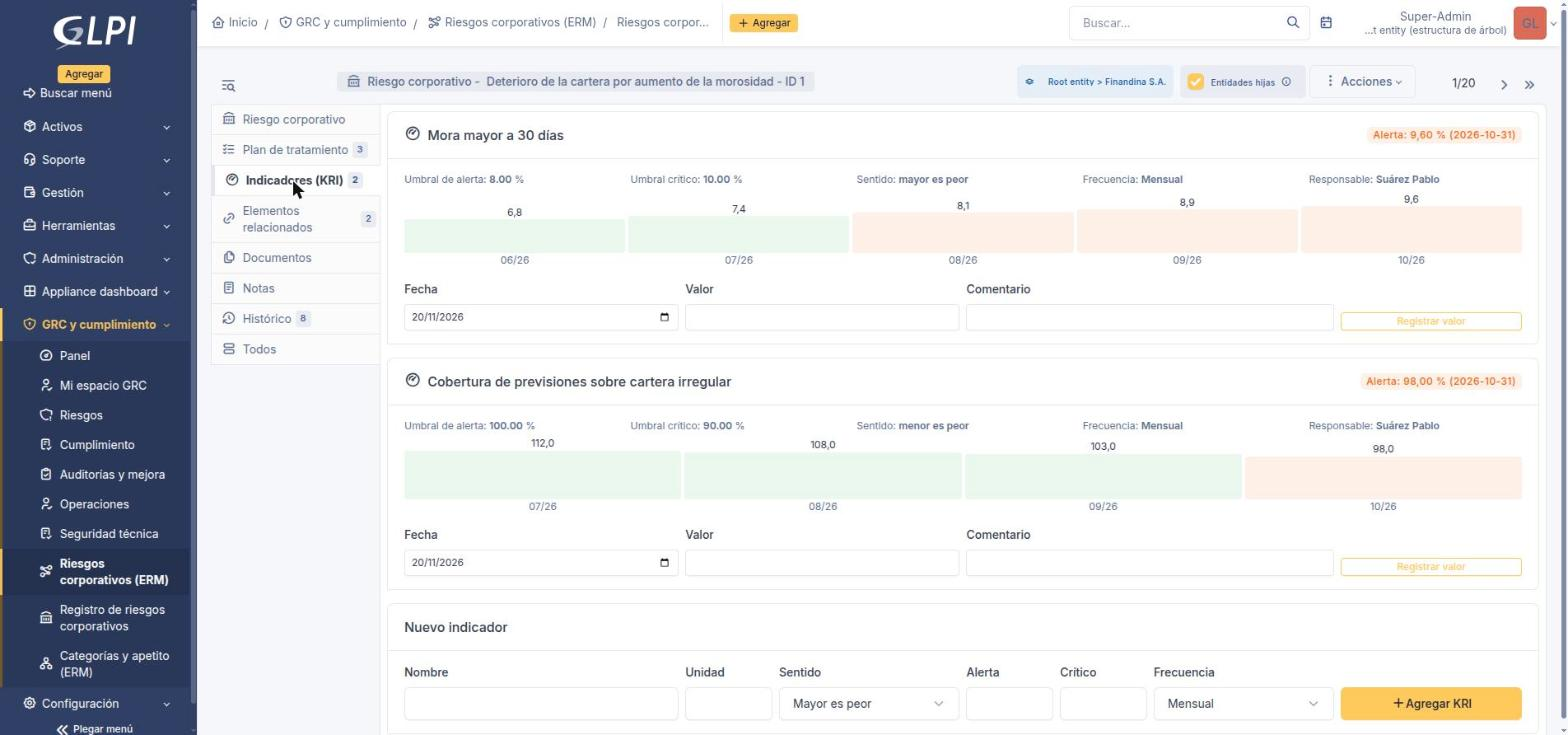 GLPI
Agregar
Buscar menú
Activos
Soporte
Gestión
Herramientas
Administración
Appliance dashboard
GRC y cumplimiento
Panel
Mi espacio GRC
Riesgos
Cumplimiento
Auditorías y mejora
Operaciones
Seguridad técnica
Riesgos
corporativos (ERM)
Registro de riesgos
corporativos
Categorías y apetito
(ERM)
Configuración
Plegar menú
Inicio / GRC y cumplimiento / Riesgos corporativos (ERM) / Riesgos corpor...
+ Agregar
Buscar...
Super-Admin
...t entity (estructura de árbol)
GL
Riesgo corporativo - Deterioro de la cartera por aumento de la morosidad - ID 1
Root entity > Finandina S.A.
Entidades hijas
Acciones
1/20
Riesgo corporativo
Plan de tratamiento 3
Indicadores (KRI) 2
Elementos
relacionados 2
Documentos
Notas
Histórico 8
Todos
Mora mayor a 30 días
Alerta: 9,60 % (2026-10-31)
Umbral de alerta: 8.00 % Umbral crítico: 10.00 % Sentido: mayor es peor Frecuencia: Mensual Responsable: Suárez Pablo
6,8 7,4 8,1 8,9 9,6
06/26 07/26 08/26 09/26 10/26
Fecha Valor Comentario
20/11/2026
Registrar valor
Cobertura de previsiones sobre cartera irregular
Alerta: 98,00 % (2026-10-31)
Umbral de alerta: 100.00 % Umbral crítico: 90.00 % Sentido: menor es peor Frecuencia: Mensual Responsable: Suárez Pablo
112,0 108,0 103,0 98,0
07/26 08/26 09/26 10/26
Fecha Valor Comentario
20/11/2026
Registrar valor
Nuevo indicador
Nombre Unidad Sentido Alerta Crítico Frecuencia
Mayor es peor Mensual
+ Agregar KRI